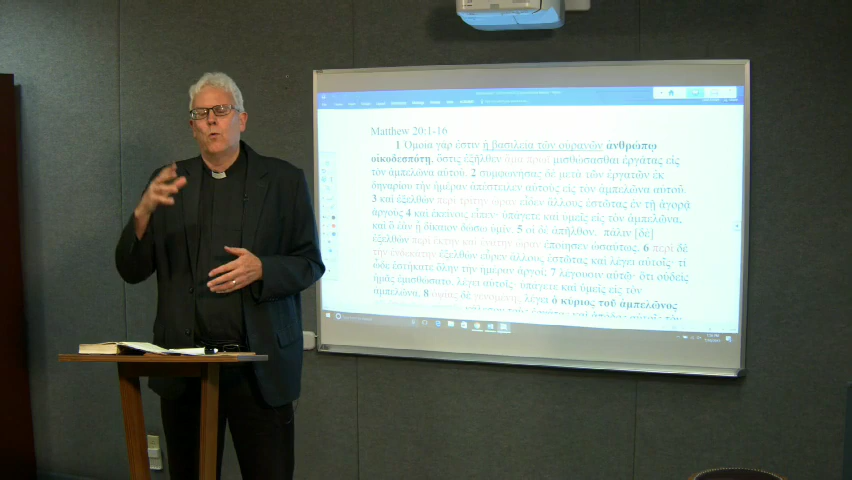 Matthew 20:1-16
1 Ὁμοία γάρ ἐστιν ἡ βασιλεία τῶν οὐρανῶν ἀνθρώπῳ
οἰκοδεσπότῃ, ὅστις ἐξῆλθεν ἅμα πρωῒ μισθώσασθαι ἐργάτας εἰς
τὸν ἀμπελῶνα αὐτοῦ. 2 συμφωνήσας δὲ μετὰ τῶν ἐργατῶν ἐκ
δηναρίου τὴν ἡμέραν ἀπέστειλεν αὐτοὺς εἰς τὸν ἀμπελῶνα αὐτοῦ.
3 καὶ ἐξελθὼν περὶ τρίτην ὥραν εἶδεν ἄλλους ἑστῶτας ἐν τῇ ἀγορᾷ
ἀργοὺς 4 καὶ ἐκείνοις εἶπεν· ὑπάγετε καὶ ὑμεῖς εἰς τὸν ἀμπελῶνα,
καὶ ὃ ἐὰν ᾖ δίκαιον δώσω ὑμῖν. 5 οἱ δὲ ἀπῆλθον. πάλιν [δὲ]
ἐξελθὼν περὶ ἕκτην καὶ ἐνάτην ὥραν ἐποίησεν ὡσαύτως. 6 περὶ δὲ
τὴν ἑνδεκάτην ἐξελθὼν εὗρεν ἄλλους ἑστῶτας καὶ λέγει αὐτοῖς· τί
ὧδε ἑστήκατε ὅλην τὴν ἡμέραν ἀργοί; 7 λέγουσιν αὐτῷ· ὅτι οὐδεὶς
ἡμᾶς ἐμισθώσατο. λέγει αὐτοῖς· ὑπάγετε καὶ ὑμεῖς εἰς τὸν
ἀμπελῶνα. 8 ὀψίας δὲ γενομένης λέγει ὁ κύριος τοῦ ἀμπελῶνος